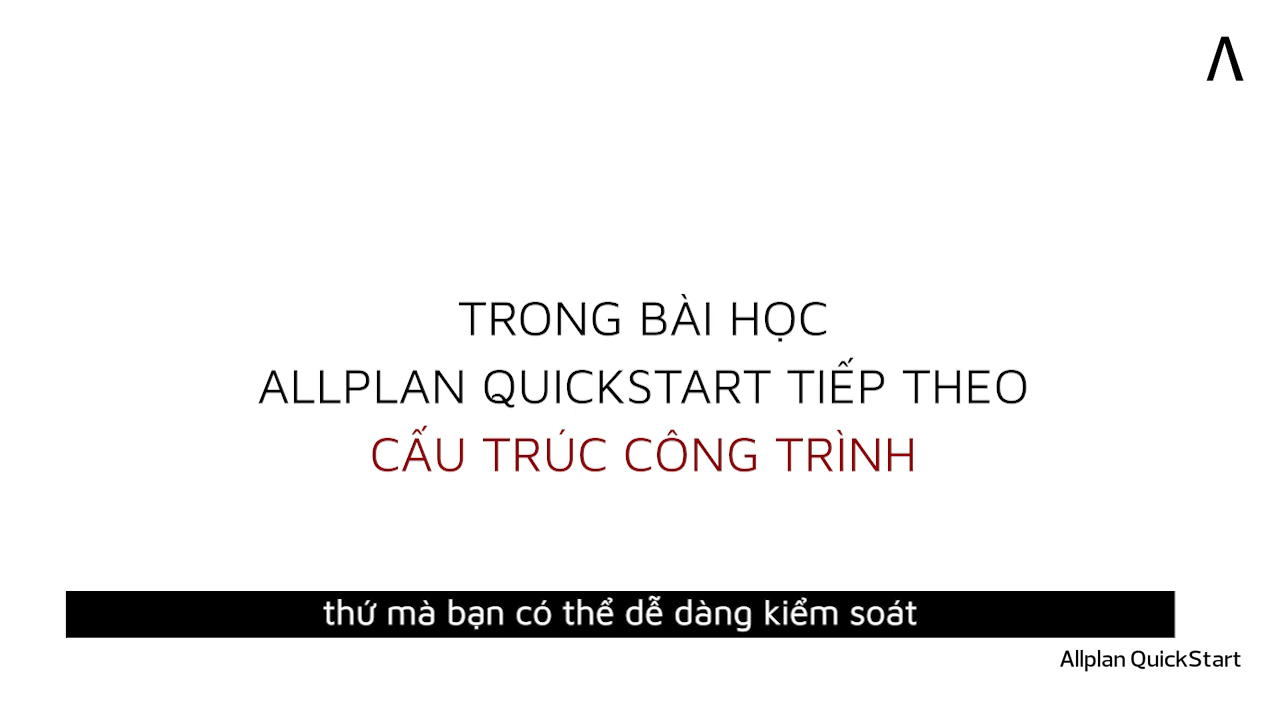 TRONG BÀI HỌC
ALLPLAN QUICKSTART TIẾP THEO
CẤU TRÚC CÔNG TRÌNH
thứ mà bạn có thể dễ dàng kiểm soát
Allplan QuickStart